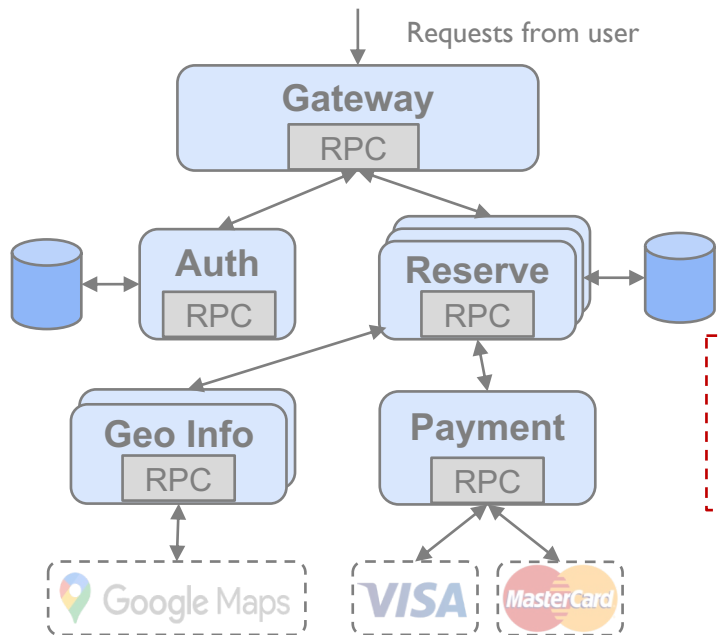 Requests from user
Gateway
RPC
Auth
RPC
Reserve
RPC
Geo Info
RPC
Payment
RPC
Google Maps
VISA
MasterCard